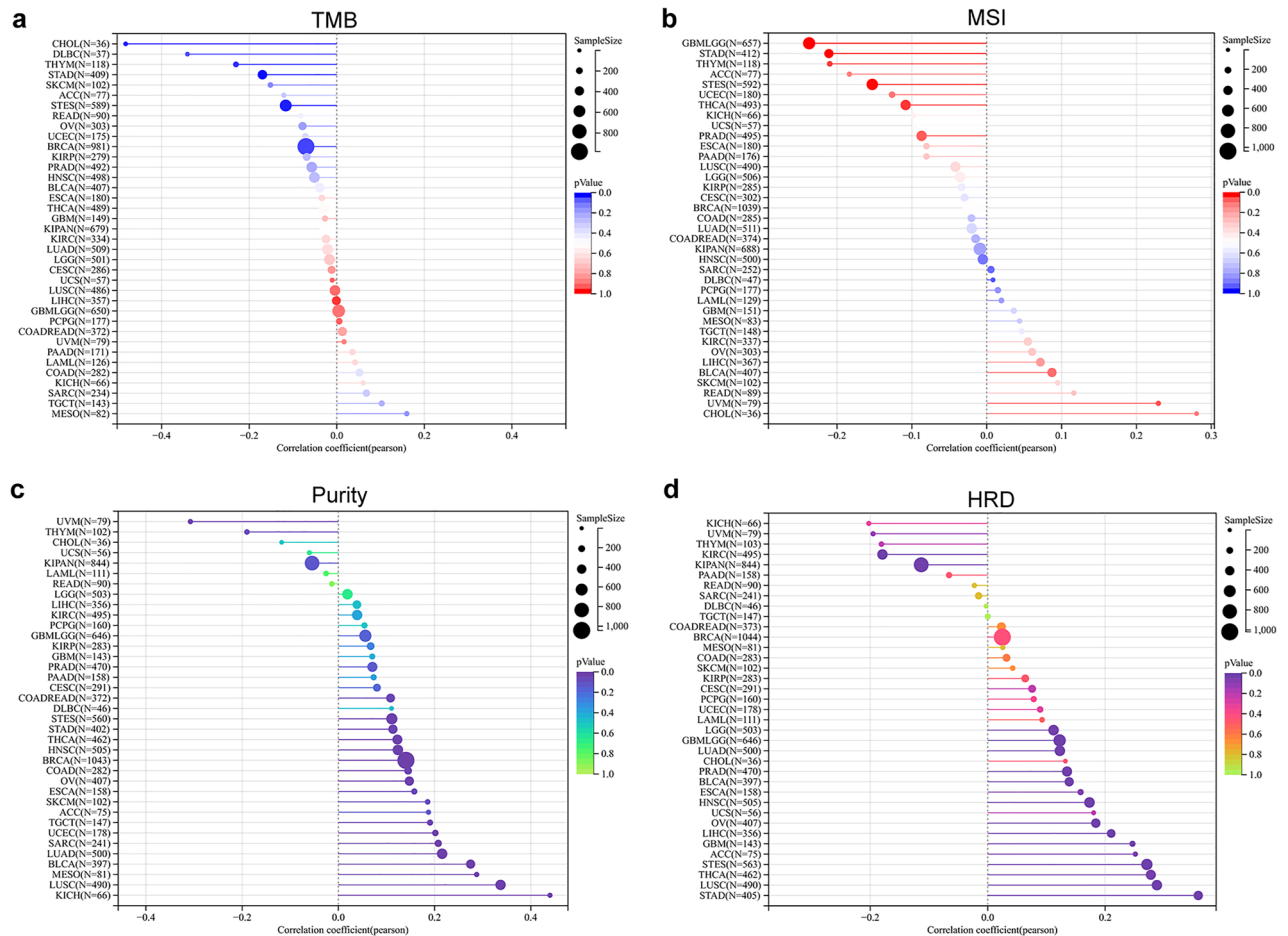 a
TMB
CHOL(N=36)
DLBC(N=37)
THYM(N=118)
STAD(N=409)
SKCM(N=102)
ACC(N=77)
STES(N=589)
READ(N=90)
OV(N=303)
UCEC(N=175)
BRCA(N=981)
KIRP(N=279)
PRAD(N=492)
HNSC(N=498)
BLCA(N=407)
ESCA(N=180)
THCA(N=489)
GBM(N=149)
KIPAN(N=679)
KIRC(N=334)
LUAD(N=509)
LGG(N=501)
CESC(N=286)
UCS(N=57)
LUSC(N=486)
LIHC(N=357)
GBMLGG(N=650)
PCPG(N=177)
COADREAD(N=372)
UVM(N=79)
PAAD(N=171)
LAML(N=126)
COAD(N=282)
KICH(N=66)
SARC(N=234)
TGCT(N=143)
MESO(N=82)
−0.4 −0.2 0.0 0.2 0.4
Correlation coefficient(pearson)
SampleSize
200
400
600
800
pValue
0.0
0.2
0.4
0.6
0.8
1.0
b
MSI
GBMLGG(N=657)
STAD(N=412)
THYM(N=118)
ACC(N=77)
STES(N=592)
UCEC(N=180)
THCA(N=493)
KICH(N=66)
UCS(N=57)
PRAD(N=495)
ESCA(N=180)
PAAD(N=176)
LUSC(N=490)
LGG(N=506)
KIRP(N=285)
CESC(N=302)
BRCA(N=1039)
COAD(N=285)
LUAD(N=511)
COADREAD(N=374)
KIPAN(N=688)
HNSC(N=500)
SARC(N=252)
DLBC(N=47)
PCPG(N=177)
LAML(N=129)
GBM(N=151)
MESO(N=83)
TGCT(N=148)
KIRC(N=337)
OV(N=303)
LIHC(N=367)
BLCA(N=407)
SKCM(N=102)
READ(N=89)
UVM(N=79)
CHOL(N=36)
−0.2 −0.1 0.0 0.1 0.2 0.3
Correlation coefficient(pearson)
SampleSize
200
400
600
800
1,000
pValue
0.0
0.2
0.4
0.6
0.8
1.0
c
Purity
UVM(N=79)
THYM(N=102)
CHOL(N=36)
UCS(N=56)
KIPAN(N=844)
LAML(N=111)
READ(N=90)
LGG(N=503)
LIHC(N=356)
KIRC(N=495)
PCPG(N=160)
GBMLGG(N=646)
KIRP(N=283)
GBM(N=143)
PRAD(N=470)
PAAD(N=158)
CESC(N=291)
COADREAD(N=372)
DLBC(N=46)
STES(N=560)
STAD(N=402)
THCA(N=462)
HNSC(N=505)
BRCA(N=1043)
COAD(N=282)
OV(N=407)
ESCA(N=158)
SKCM(N=102)
ACC(N=75)
TGCT(N=147)
UCEC(N=178)
SARC(N=241)
LUAD(N=500)
BLCA(N=397)
MESO(N=81)
LUSC(N=490)
KICH(N=66)
−0.4 −0.2 0.0 0.2 0.4
Correlation coefficient(pearson)
SampleSize
200
400
600
800
1,000
pValue
0.0
0.2
0.4
0.6
0.8
1.0
d
HRD
KICH(N=66)
UVM(N=79)
THYM(N=103)
KIRC(N=495)
KIPAN(N=844)
PAAD(N=158)
READ(N=90)
SARC(N=241)
DLBC(N=46)
TGCT(N=147)
COADREAD(N=373)
BRCA(N=1044)
MESO(N=81)
COAD(N=283)
SKCM(N=102)
KIRP(N=283)
CESC(N=291)
PCPG(N=160)
UCEC(N=178)
LAML(N=111)
LGG(N=503)
GBMLGG(N=646)
LUAD(N=500)
CHOL(N=36)
PRAD(N=470)
BLCA(N=397)
ESCA(N=158)
HNSC(N=505)
UCS(N=56)
OV(N=407)
LIHC(N=356)
GBM(N=143)
ACC(N=75)
STES(N=563)
THCA(N=462)
LUSC(N=490)
STAD(N=405)
−0.2 0.0 0.2
Correlation coefficient(pearson)
SampleSize
200
400
600
800
1,000
pValue
0.0
0.2
0.4
0.6
0.8
1.0